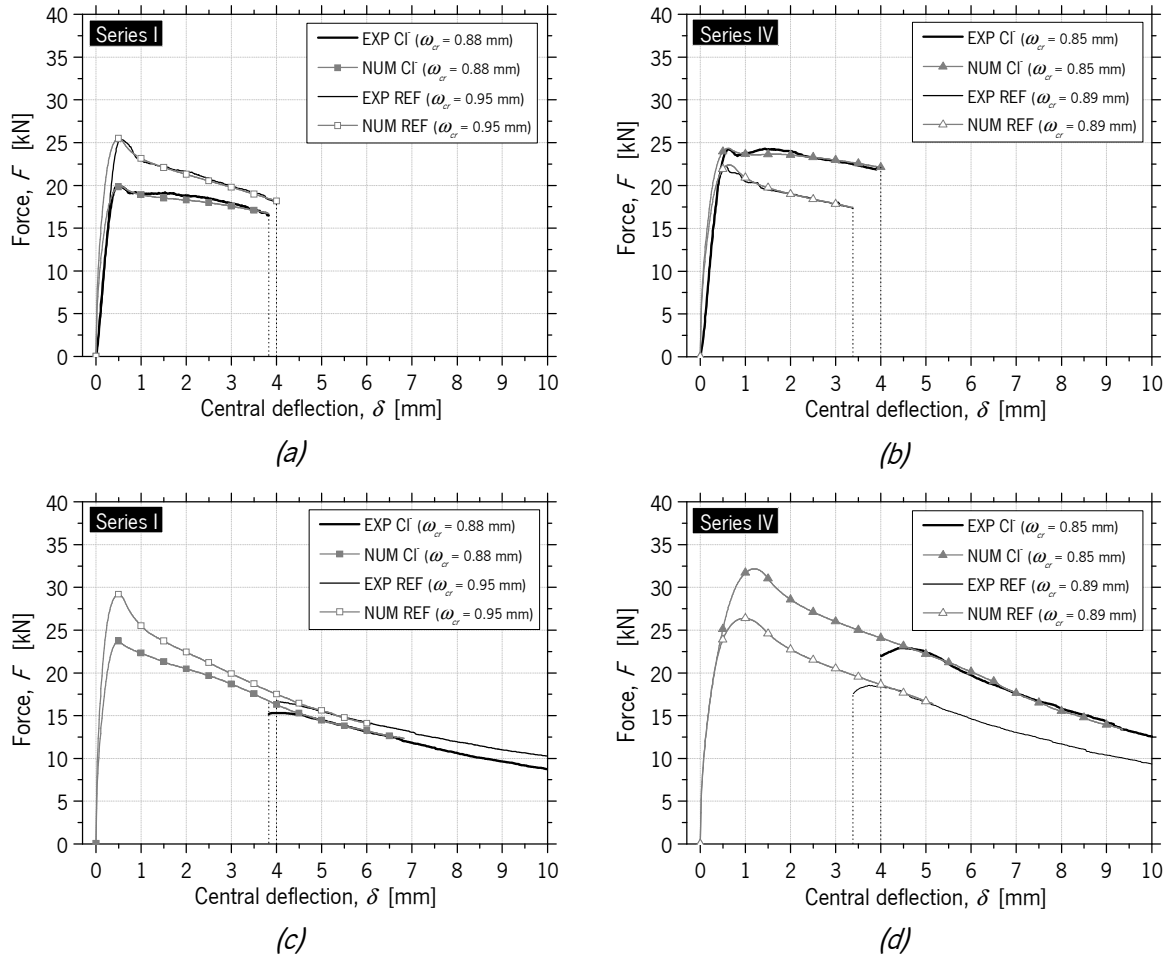 Series I
EXP Cl⁻ (ω_cr = 0.88 mm)
NUM Cl⁻ (ω_cr = 0.88 mm)
EXP REF (ω_cr = 0.95 mm)
NUM REF (ω_cr = 0.95 mm)
40
35
30
25
20
15
10
5
0
Force, F [kN]
0 1 2 3 4 5 6 7 8 9 10
Central deflection, δ [mm]
(a)
Series IV
EXP Cl⁻ (ω_cr = 0.85 mm)
NUM Cl⁻ (ω_cr = 0.85 mm)
EXP REF (ω_cr = 0.89 mm)
NUM REF (ω_cr = 0.89 mm)
40
35
30
25
20
15
10
5
0
Force, F [kN]
0 1 2 3 4 5 6 7 8 9 10
Central deflection, δ [mm]
(b)
Series I
EXP Cl⁻ (ω_cr = 0.88 mm)
NUM Cl⁻ (ω_cr = 0.88 mm)
EXP REF (ω_cr = 0.95 mm)
NUM REF (ω_cr = 0.95 mm)
40
35
30
25
20
15
10
5
0
Force, F [kN]
0 1 2 3 4 5 6 7 8 9 10
Central deflection, δ [mm]
(c)
Series IV
EXP Cl⁻ (ω_cr = 0.85 mm)
NUM Cl⁻ (ω_cr = 0.85 mm)
EXP REF (ω_cr = 0.89 mm)
NUM REF (ω_cr = 0.89 mm)
40
35
30
25
20
15
10
5
0
Force, F [kN]
0 1 2 3 4 5 6 7 8 9 10
Central deflection, δ [mm]
(d)